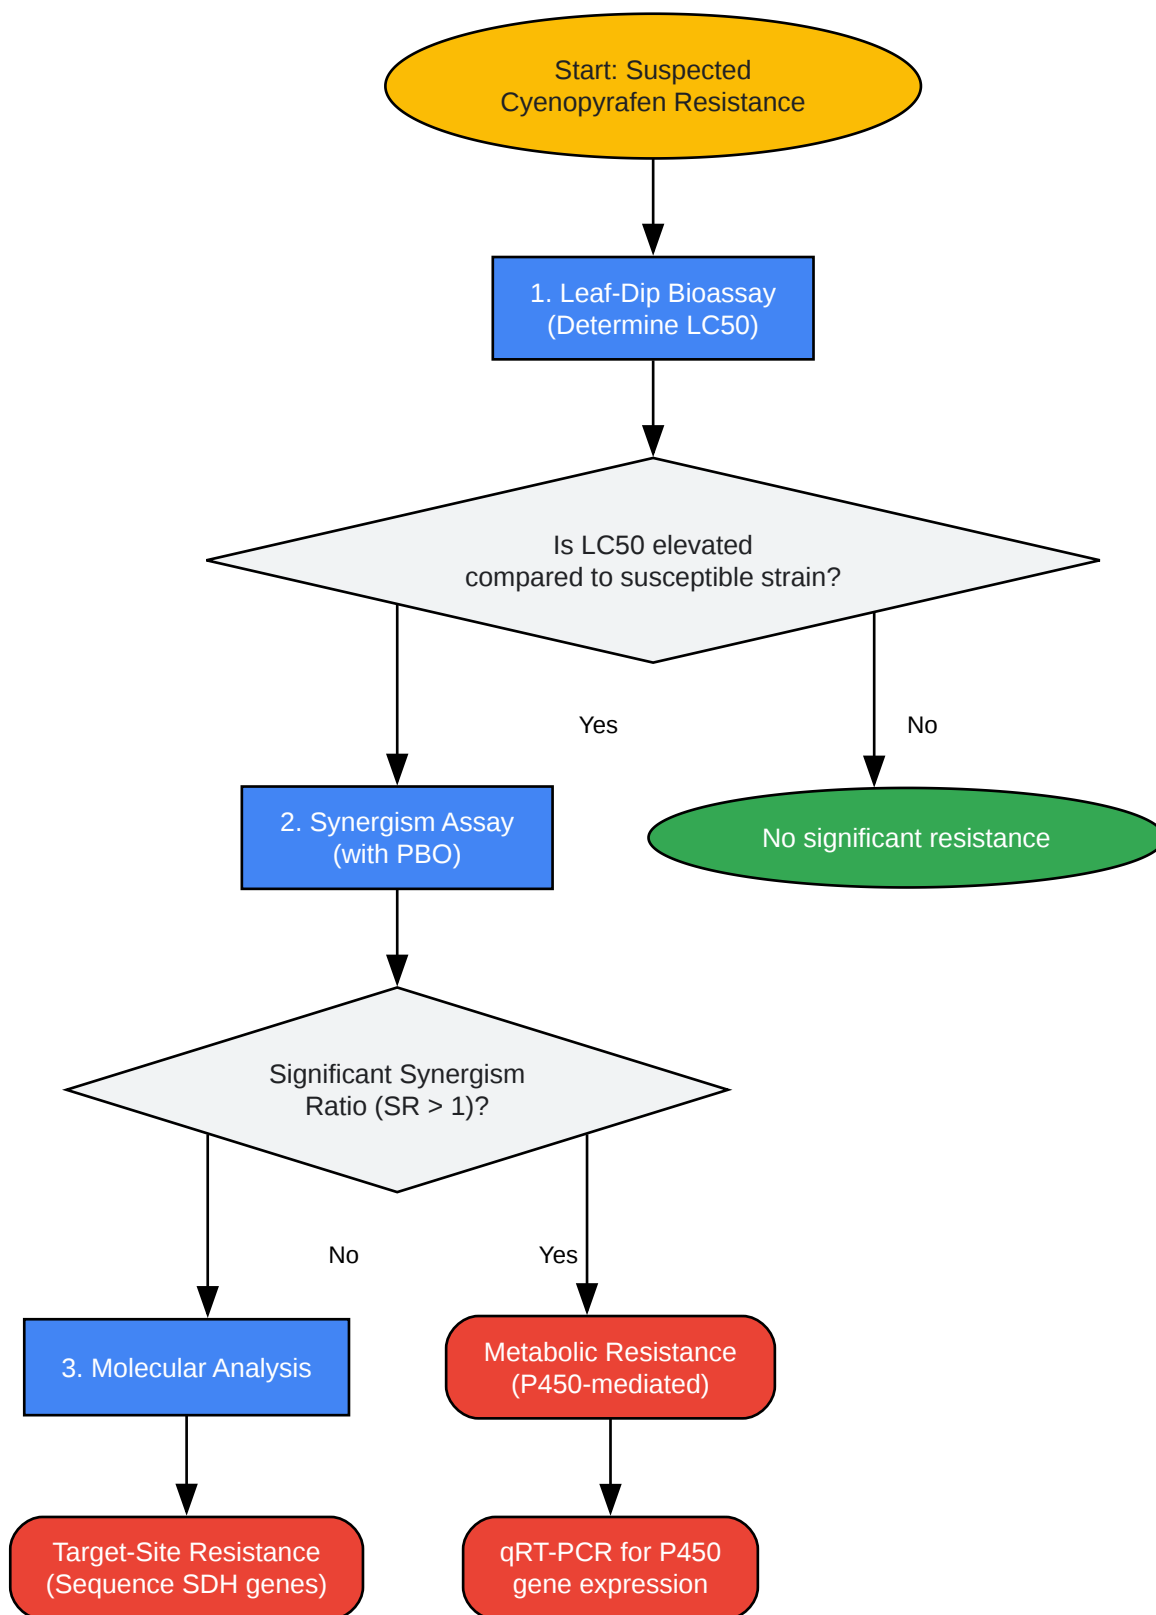 Start: Suspected
Cyenopyrafen Resistance
1. Leaf-Dip Bioassay
(Determine LC50)
Is LC50 elevated
compared to susceptible strain?
Yes
No
2. Synergism Assay
(with PBO)
No significant resistance
Significant Synergism
Ratio (SR > 1)?
No
Yes
3. Molecular Analysis
Metabolic Resistance
(P450-mediated)
Target-Site Resistance
(Sequence SDH genes)
qRT-PCR for P450
gene expression